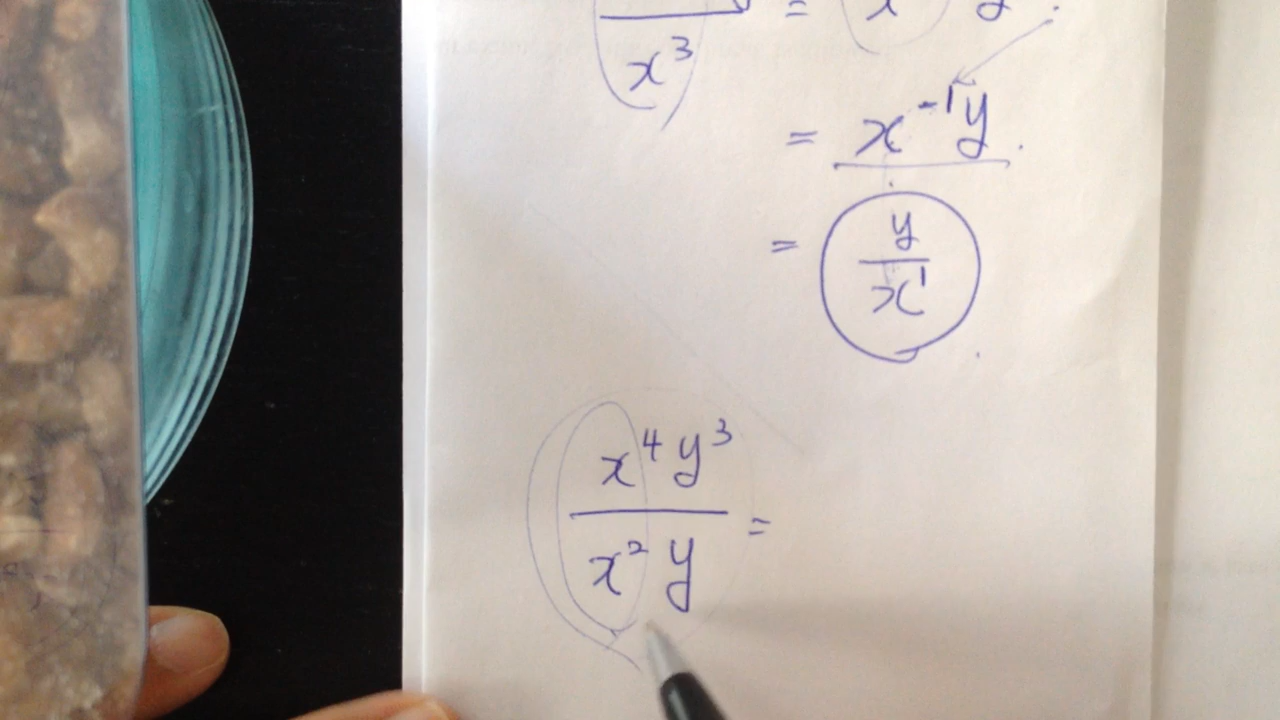 x³
= x⁻¹y.
= y/x¹
x⁴y³/x²y =